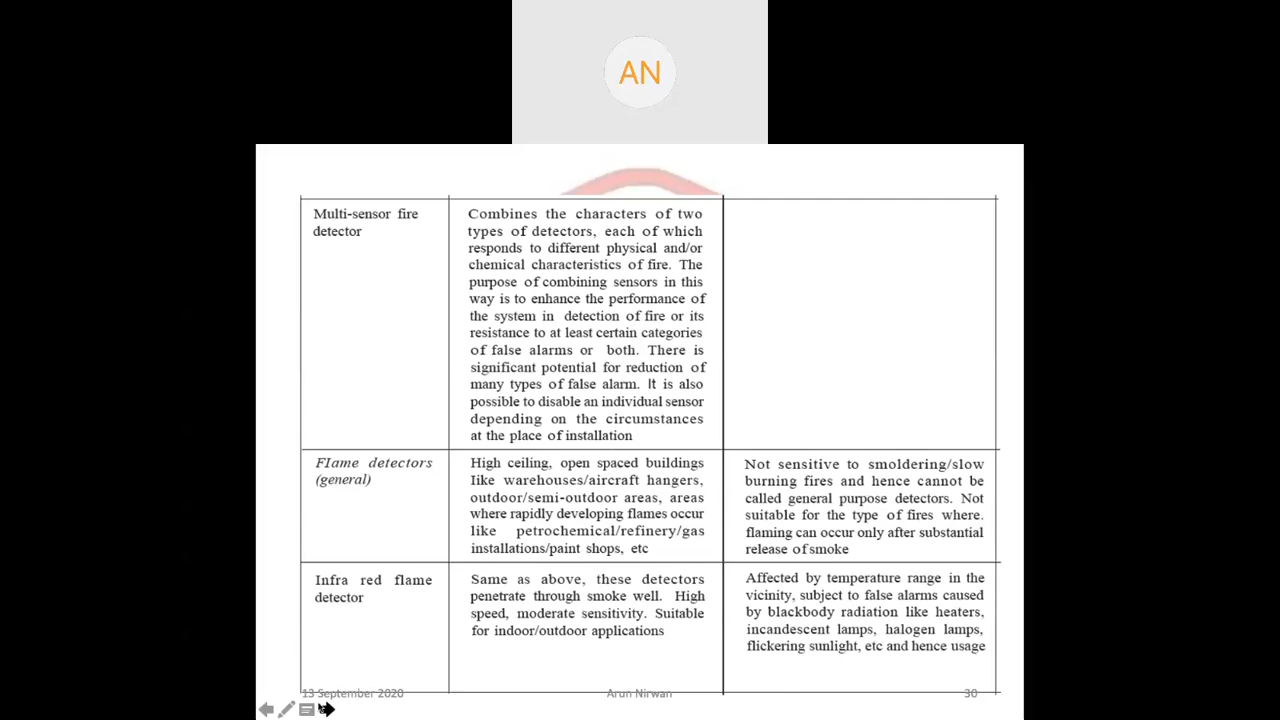 AN
Multi-sensor fire
detector
Combines the characters of two
types of detectors, each of which
responds to different physical and/or
chemical characteristics of fire. The
purpose of combining sensors in this
way is to enhance the performance of
the system in detection of fire or its
resistance to at least certain categories
of false alarms or both. There is
significant potential for reduction of
many types of false alarm. It is also
possible to disable an individual sensor
depending on the circumstances
at the place of installation
Flame detectors
(general)
High ceiling, open spaced buildings
like warehouses/aircraft hangers,
outdoor/semi-outdoor areas, areas
where rapidly developing flames occur
like petrochemical/refinery/gas
installations/paint shops, etc
Not sensitive to smoldering/slow
burning fires and hence cannot be
called general purpose detectors. Not
suitable for the type of fires where.
flaming can occur only after substantial
release of smoke
Infra red flame
detector
Same as above, these detectors
penetrate through smoke well. High
speed, moderate sensitivity. Suitable
for indoor/outdoor applications
Affected by temperature range in the
vicinity, subject to false alarms caused
by blackbody radiation like heaters,
incandescent lamps, halogen lamps,
flickering sunlight, etc and hence usage
13 September 2020
Arun Nirwan
30